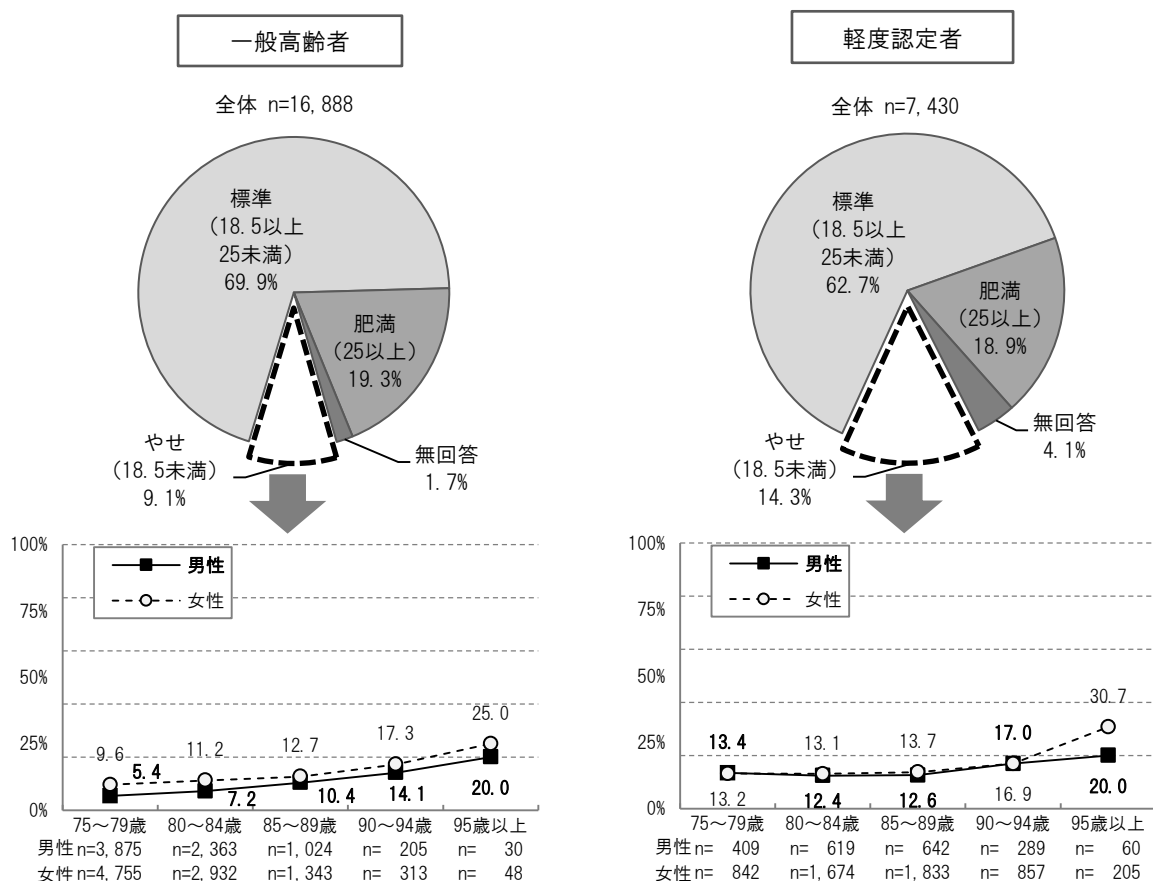 一般高齢者
全体 n=16,888
標準
(18.5以上
25未満)
69.9%
肥満
(25以上)
19.3%
やせ
(18.5未満)
9.1%
無回答
1.7%
100%
75%
50%
25%
0%
男性
女性
9.6
11.2
12.7
17.3
25.0
5.4
7.2
10.4
14.1
20.0
75～79歳 80～84歳 85～89歳 90～94歳 95歳以上
男性 n=3,875 n=2,363 n=1,024 n= 205 n= 30
女性 n=4,755 n=2,932 n=1,343 n= 313 n= 48
軽度認定者
全体 n=7,430
標準
(18.5以上
25未満)
62.7%
肥満
(25以上)
18.9%
やせ
(18.5未満)
14.3%
無回答
4.1%
100%
75%
50%
25%
0%
男性
女性
13.4
13.1
13.7
17.0
30.7
13.2
12.4
12.6
16.9
20.0
75～79歳 80～84歳 85～89歳 90～94歳 95歳以上
男性 n= 409 n= 619 n= 642 n= 289 n= 60
女性 n= 842 n=1,674 n=1,833 n= 857 n= 205